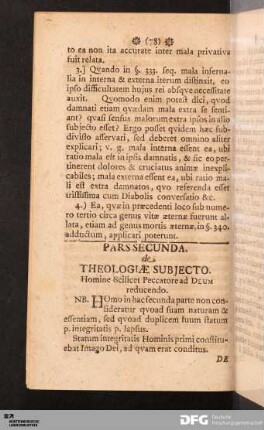 (78)
to ea non ita accurate inter mala privativa
fuit relata.
3.) Qvando in §. 333. seq. mala inferna-
lia in interna & externa iterum distinxit, eo
ipso difficultatem hujus rei absqve necessitate
auxit. Qvomodo enim potest dici, qvod
damnati etiam qvædam mala extra se senti-
ant? qvasi sensus malorum extra ipsos in alio
subjecto esset? Ergo posset qvidem hæc sub-
divisio asservari, sed deberet omnino aliter
explicari; v. g. mala interna essent ea, ubi
ratio mali est in ipsis damnatis, & sic eo per-
tinerent dolores & cruciatus animæ inexpli-
cabiles; mala externa essent ea, ubi ratio ma-
li est extra damnatos, qvo referenda esset
tristissima cum Diabolis conversatio &c.
4.) Ea, qvæ in præcedenti loco sub nume-
ro tertio circa genus vitæ æternæ fuerunt al-
lata, etiam ad genus mortis æternæ, in §. 340.
adductum, applicari poterunt.
PARS SECUNDA.
de
THEOLOGIÆ SUBJECTO.
Homine scilicet Peccatore ad DEUM
reducendo.
NB. HOmo in hac secunda parte non con-
sideratur qvoad suam naturam &
essentiam, sed qvoad duplicem suum statum
p. integritatis p. lapsus.
Statum integritatis Hominis primi constitu-
ebat Imago Dei, ad qvam erat conditus.
DE
DFG Deutsche
Forschungsgemeinschaft